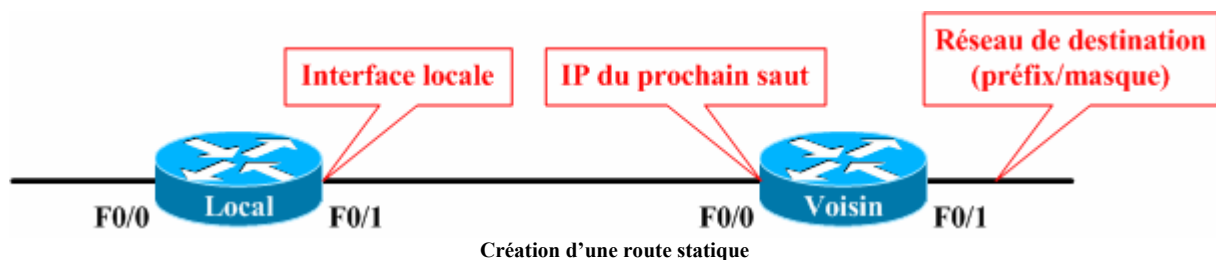 Interface locale
IP du prochain saut
Réseau de destination
(préfix/masque)
F0/0
Local
F0/1
F0/0
Voisin
F0/1
Création d’une route statique